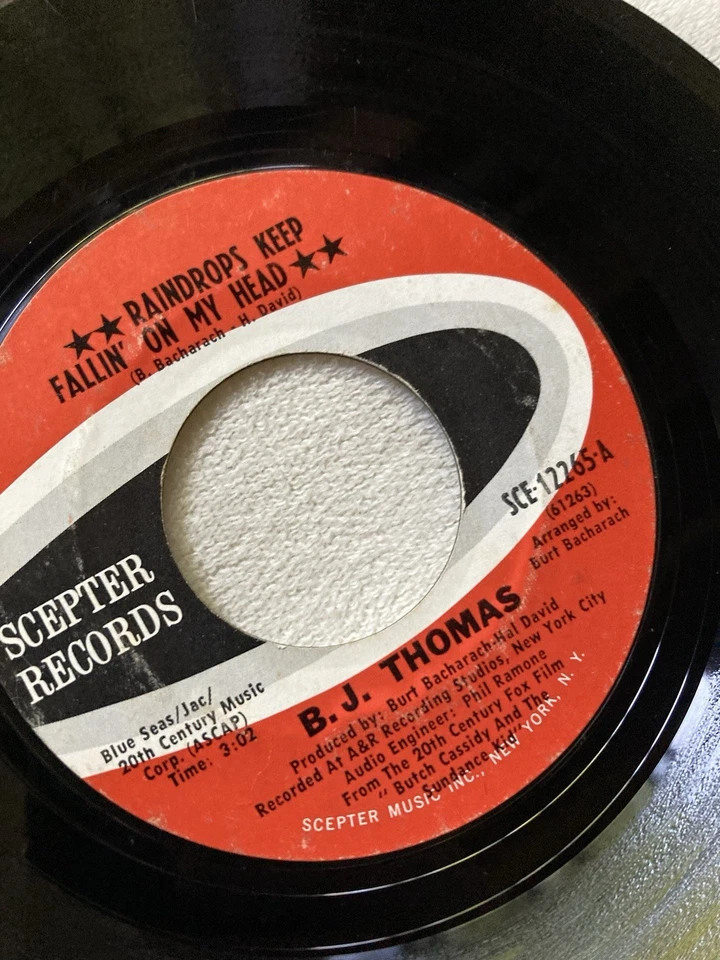 ★★ RAINDROPS KEEP
FALLIN' ON MY HEAD ★★
(B. Bacharach - H. David)
SCEPTER
RECORDS
SCE-12265-A
(61263)
Arranged by:
Burt Bacharach
Blue Seas/Jac/
20th Century Music
Corp. (ASCAP)
Time: 3:02
B.J. THOMAS
Produced by: Burt Bacharach-Hal David
Recorded At A&R Recording Studios, New York City
Audio Engineer: Phil Ramone
From The 20th Century Fox Film
"Butch Cassidy And The
Sundance Kid"
SCEPTER MUSIC INC., NEW YORK, N. Y.